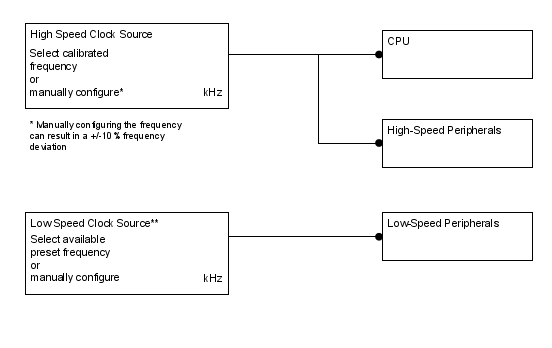 High Speed Clock Source
Select calibrated
frequency
or
manually configure*
kHz
* Manually configuring the frequency
can result in a +/-10 % frequency
deviation
CPU
High-Speed Peripherals
Low Speed Clock Source**
Select available
preset frequency
or
manually configure
kHz
Low-Speed Peripherals